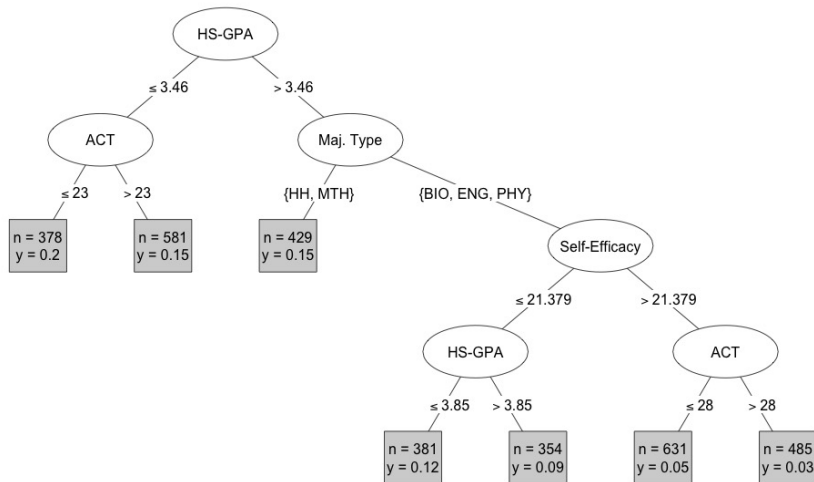 HS-GPA
≤ 3.46
> 3.46
ACT
Maj. Type
≤ 23
> 23
{HH, MTH}
{BIO, ENG, PHY}
n = 378
y = 0.2
n = 581
y = 0.15
n = 429
y = 0.15
Self-Efficacy
≤ 21.379
> 21.379
HS-GPA
ACT
≤ 3.85
> 3.85
≤ 28
> 28
n = 381
y = 0.12
n = 354
y = 0.09
n = 631
y = 0.05
n = 485
y = 0.03